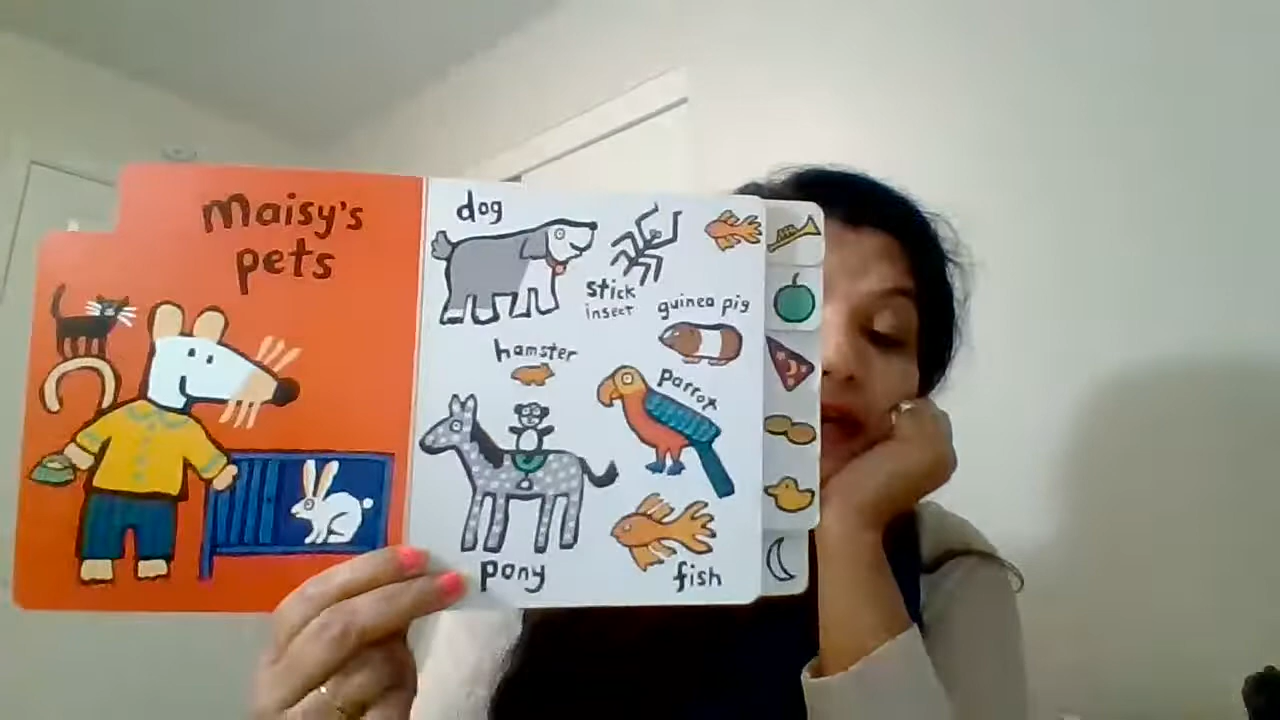 Maisy's
pets
dog
stick
insect
guinea pig
hamster
parrot
pony
fish